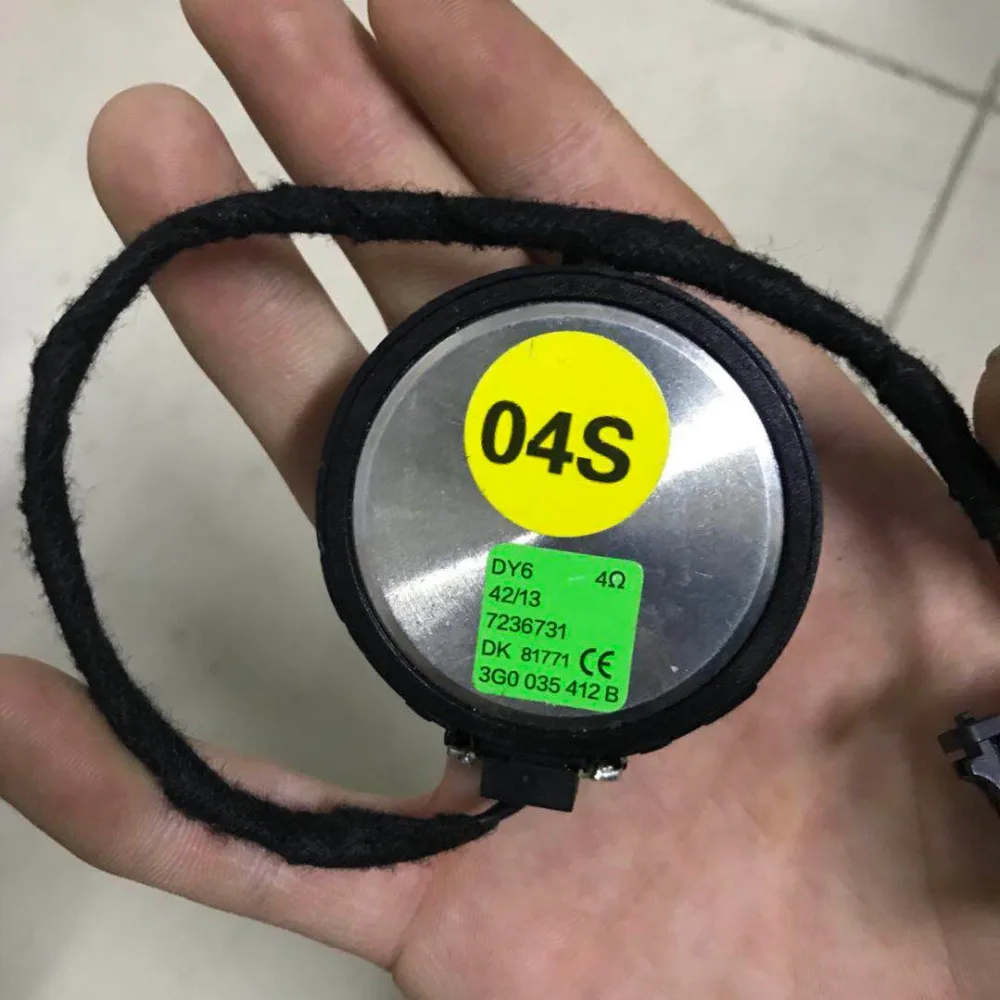 04S
DY6 4Ω
42/13
7236731
DK 81771 CE
3G0 035 412 B